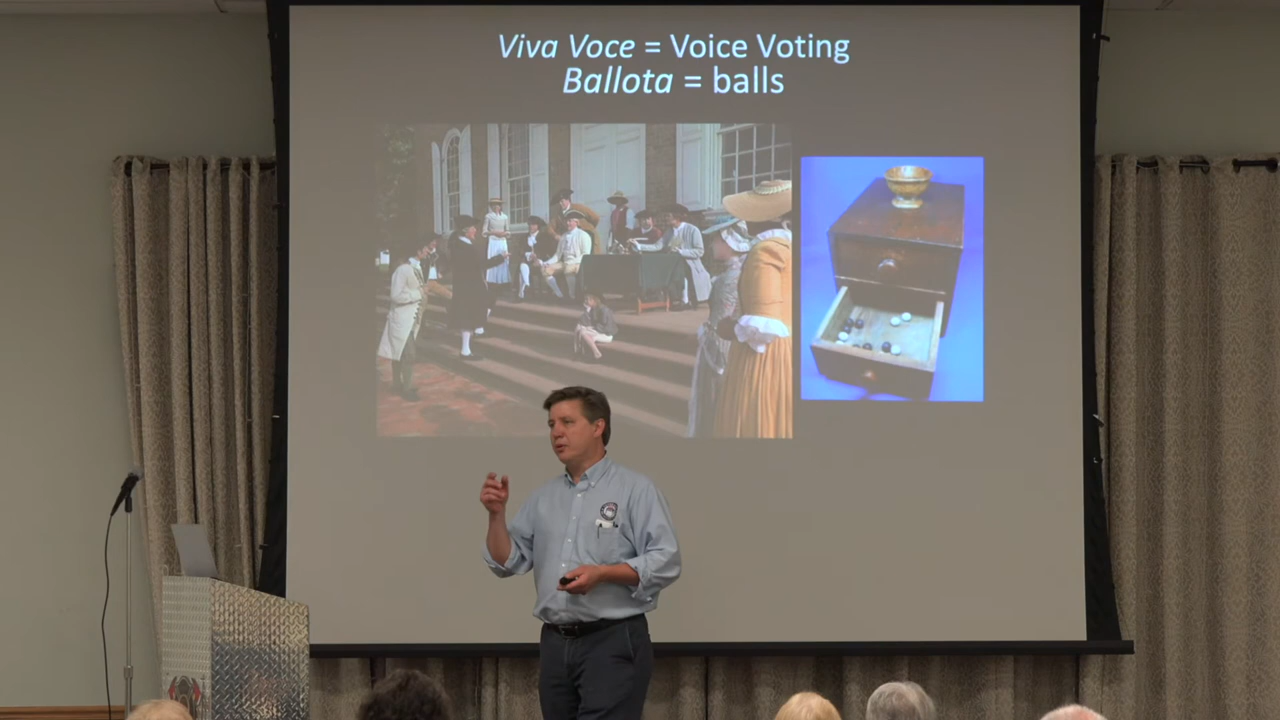 Viva Voce = Voice Voting
Ballota = balls